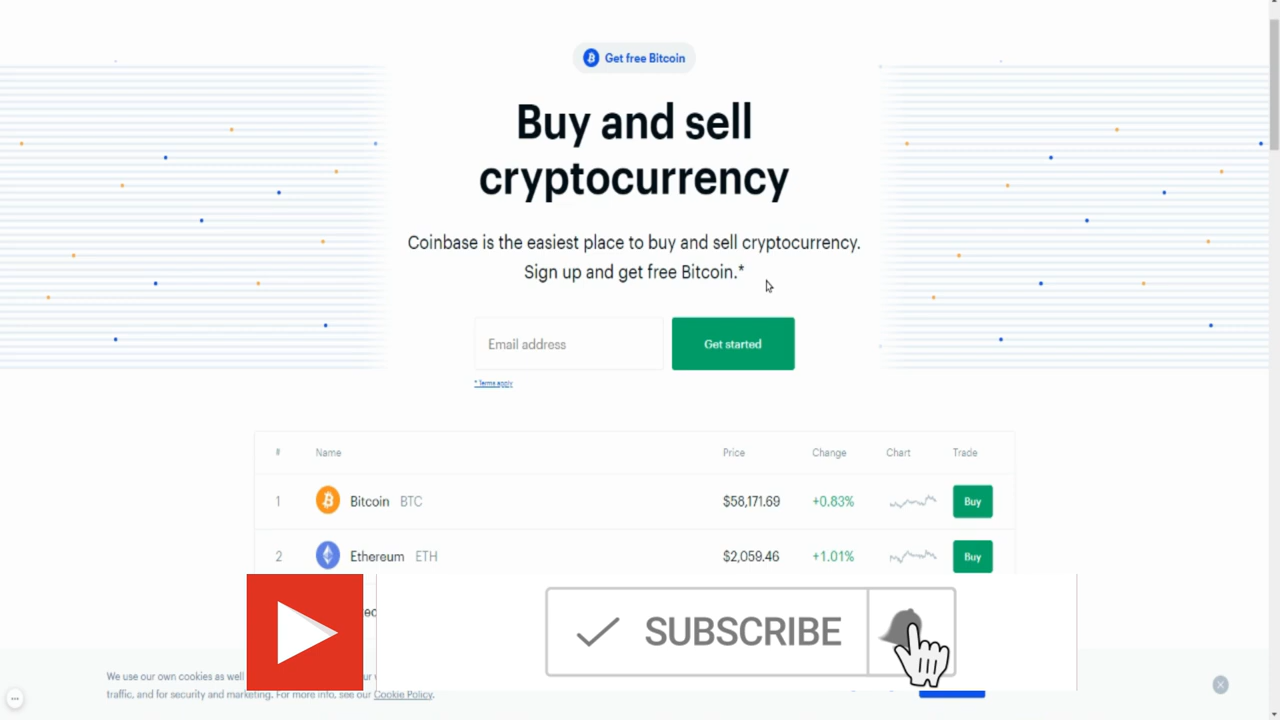 Get free Bitcoin
Buy and sell
cryptocurrency
Coinbase is the easiest place to buy and sell cryptocurrency.
Sign up and get free Bitcoin.*
Email address
Get started
* Terms apply
# Name Price Change Chart Trade
1 Bitcoin BTC $58,171.69 +0.83% Buy
2 Ethereum ETH $2,059.46 +1.01% Buy
SUBSCRIBE
We use our own cookies as well
traffic, and for security and marketing. For more info, see our Cookie Policy.